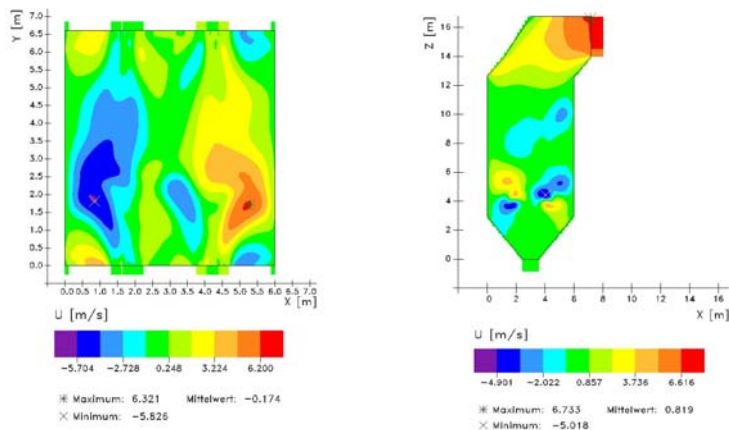 Y [m]
7.0
6.5
6.0
5.5
5.0
4.5
4.0
3.5
3.0
2.5
2.0
1.5
1.0
0.5
0.0
0.0 0.5 1.0 1.5 2.0 2.5 3.0 3.5 4.0 4.5 5.0 5.5 6.0 6.5 7.0
X [m]
U [m/s]
−5.704 −2.728 0.248 3.224 6.200
Maximum: 6.321 Mittelwert: −0.174
Minimum: −5.826
Z [m]
16
14
12
10
8
6
4
2
0
0 2 4 6 8 10 12 14 16
X [m]
U [m/s]
−4.901 −2.022 0.857 3.736 6.616
Maximum: 6.733 Mittelwert: 0.819
Minimum: −5.018